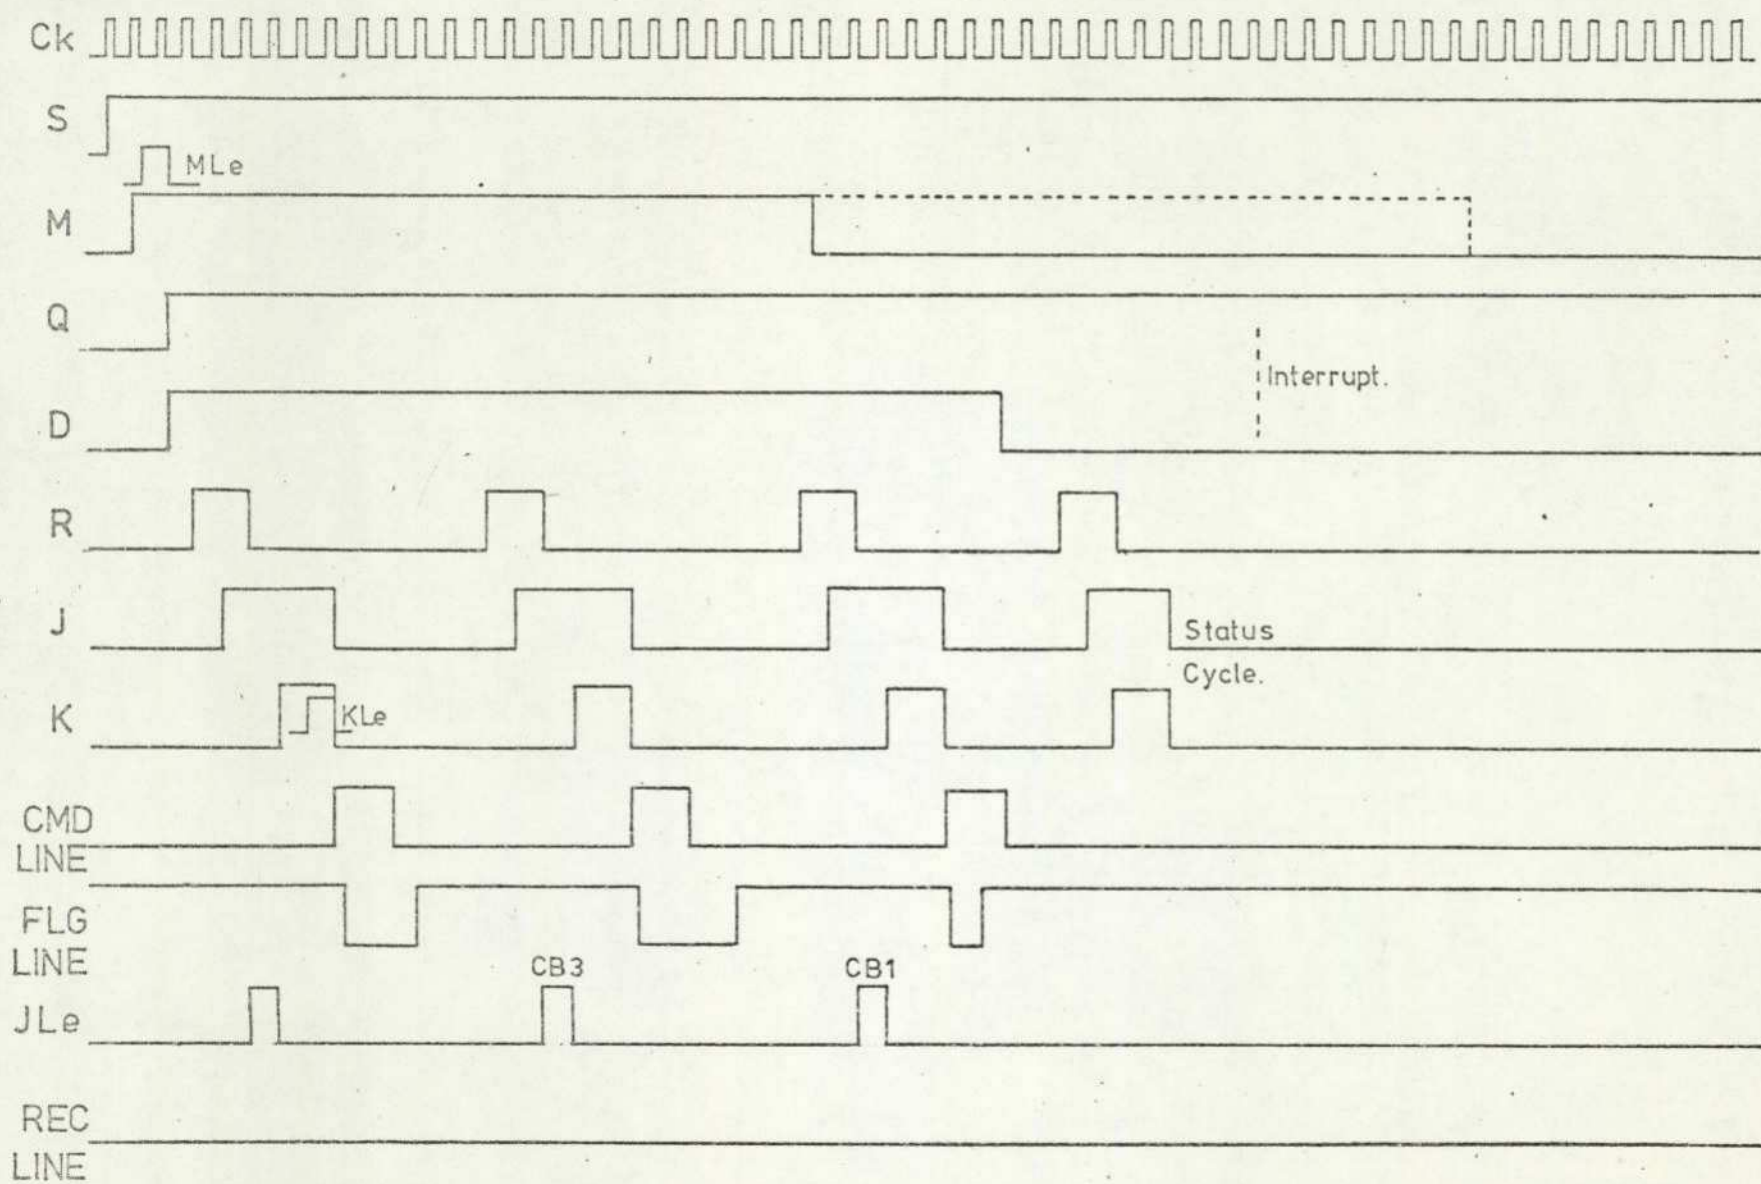 Ck
S
MLe
M
Q
Interrupt.
D
R
J
Status
Cycle.
K
KLe
CMD
LINE
FLG
LINE
CB3
CB1
JLe
REC
LINE